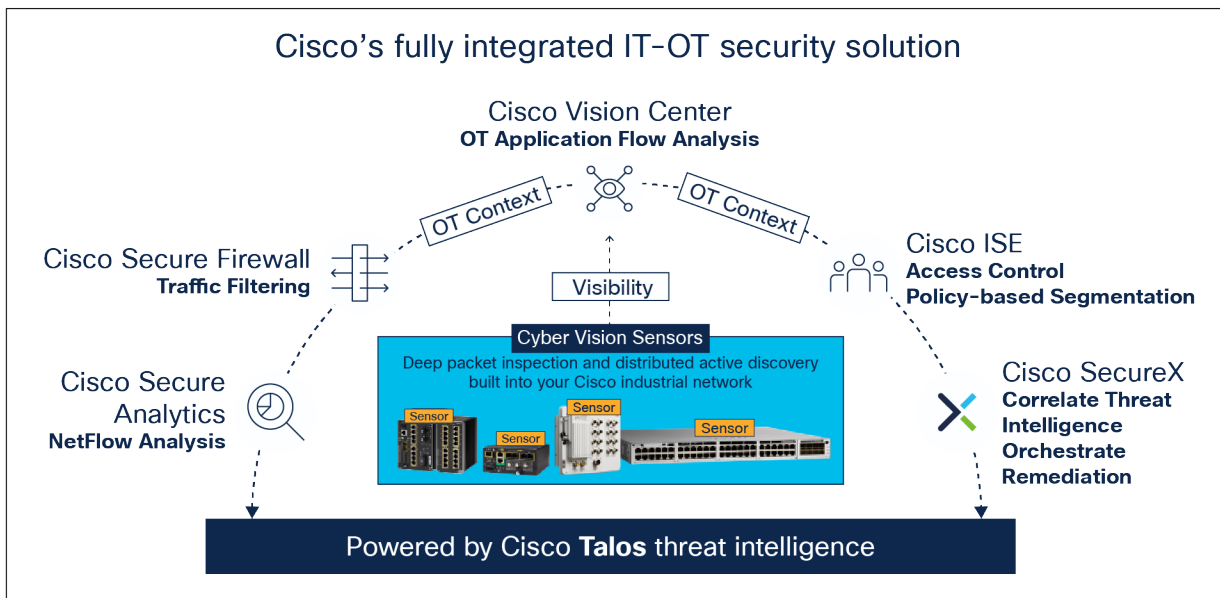 Cisco's fully integrated IT-OT security solution
Cisco Vision Center
OT Application Flow Analysis
OT Context
OT Context
Cisco Secure Firewall
Traffic Filtering
Cisco ISE
Access Control
Policy-based Segmentation
Visibility
Cyber Vision Sensors
Deep packet inspection and distributed active discovery
built into your Cisco industrial network
Sensor
Sensor
Sensor
Sensor
Cisco Secure
Analytics
NetFlow Analysis
Cisco SecureX
Correlate Threat
Intelligence
Orchestrate
Remediation
Powered by Cisco Talos threat intelligence